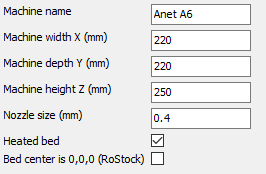 Machine name Anet A6
Machine width X (mm) 220
Machine depth Y (mm) 220
Machine height Z (mm) 250
Nozzle size (mm) 0.4
Heated bed
Bed center is 0,0,0 (RoStock)